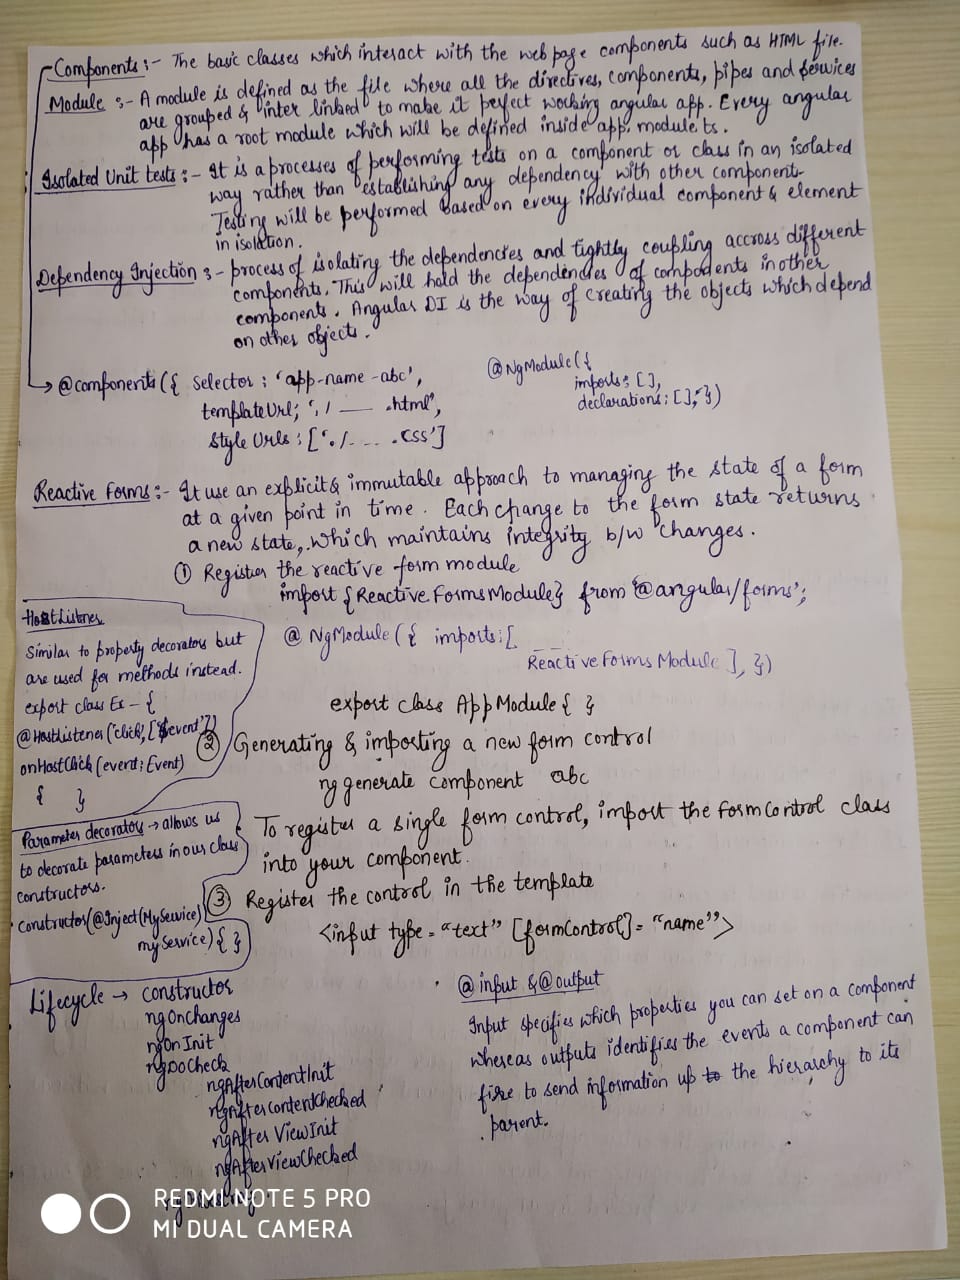 Components :- The basic classes which interact with the web page components such as HTML file.
Module :- A module is defined as the file where all the directives, components, pipes and services
are grouped & inter linked to make it perfect working angular app. Every angular
app has a root module which will be defined inside app.module.ts.
Isolated Unit tests :- It is a processes of performing tests on a component or class in an isolated
way rather than establishing any dependency with other component.
Testing will be performed based on every individual component & element
in isolation.
Dependency Injection :- process of isolating the dependencies and tightly coupling accross different
components. This will hold the dependencies of components in other
components. Angular DI is the way of creating the objects which depend
on other objects.
→ @components ({ selector : 'app-name-abc',
templateUrl; './ ___ .html',
style Urls : ['./ ... .css']
@NgModule ({
imports: [],
declarations: [], })
Reactive Forms :- It use an explicit & immutable approach to managing the state of a form
at a given point in time. Each change to the form state returns
a new state, which maintains integrity b/w changes.
① Register the reactive form module
import {ReactiveFormsModule} from '@angular/forms';
@ NgModule ({ imports: [
Reactive Forms Module ], })
export class AppModule { }
② Generating & importing a new form control
ng generate component abc
To register a single form control, import the formControl class
into your component.
③ Register the control in the template
<input type = "text" [formControl] = "name">
HostListner
Similar to property decorators but
are used for methods instead.
export class Ex - {
@HostListener('click', ['$event'])
onHostClick (event: Event)
{ }
Parameter decorators → allows us
to decorate parameters in our class
constructors.
constructor(@Inject(MyService)
myService) { }
Lifecycle → constructor
ngOnchanges
ngOnInit
ngDoCheck
ngAfterContentInit
ngAfterContentChecked
ngAfter ViewInit
ngAfterViewChecked
@ input & @ output
Input specifies which properties you can set on a component
whereas outputs identifies the events a component can
fire to send information up the hierarchy to its
parent.
REDMI NOTE 5 PRO
MI DUAL CAMERA